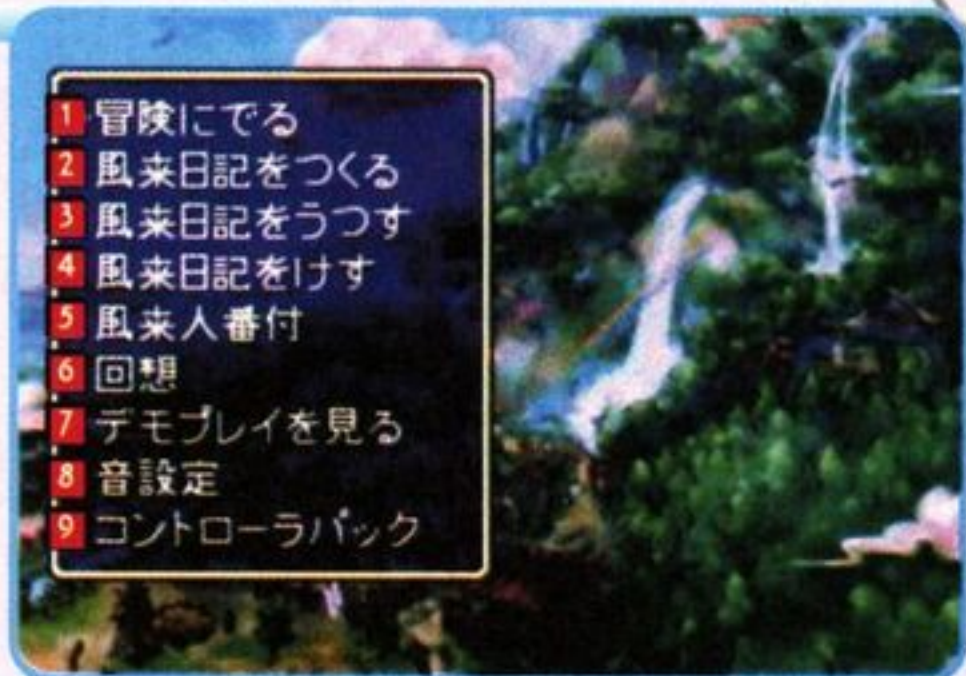 1 冒険にでる
2 風来日記をつくる
3 風来日記をうつす
4 風来日記をけす
5 風来人番付
6 回想
7 デモプレイを見る
8 音設定
9 コントローラパック